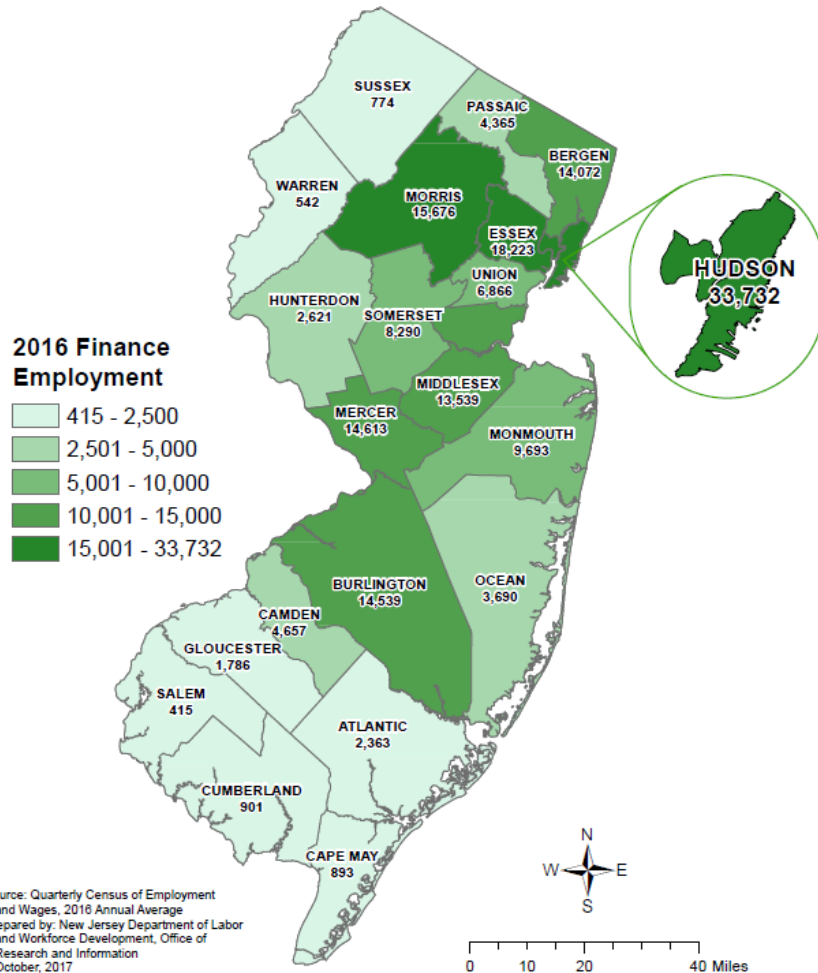 SUSSEX
774
PASSAIC
4,365
BERGEN
14,072
WARREN
542
MORRIS
15,676
ESSEX
18,223
HUDSON
33,732
UNION
6,866
HUNTERDON
2,621
SOMERSET
8,290
2016 Finance
Employment
415 - 2,500
2,501 - 5,000
5,001 - 10,000
10,001 - 15,000
15,001 - 33,732
MIDDLESEX
13,539
MERCER
14,613
MONMOUTH
9,693
BURLINGTON
14,539
OCEAN
3,690
CAMDEN
4,657
GLOUCESTER
1,786
SALEM
415
ATLANTIC
2,363
CUMBERLAND
901
CAPE MAY
893
N
W E
S
urce: Quarterly Census of Employment
nd Wages, 2016 Annual Average
epared by: New Jersey Department of Labor
nd Workforce Development, Office of
Research and Information
October, 2017
0 10 20 40 Miles